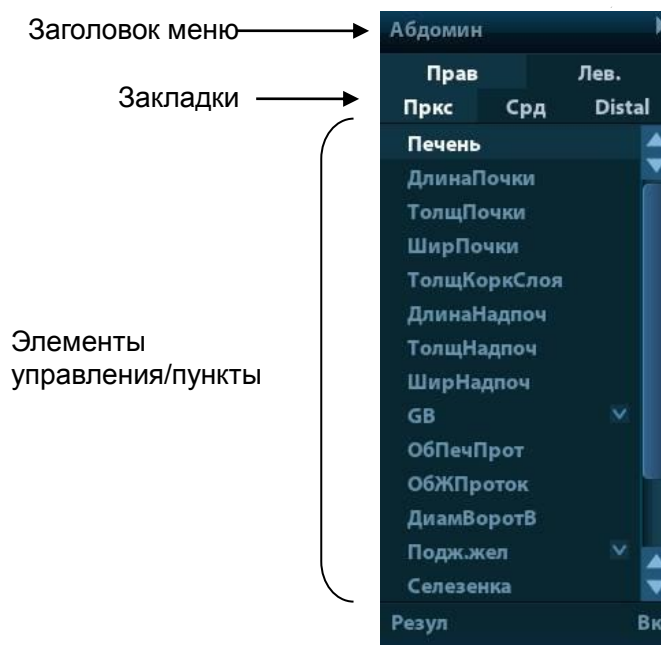 Заголовок меню
Абдомин
Прав Лев.
Закладки
Пркс Срд Distal
Печень
ДлинаПочки
ТолщПочки
ШирПочки
ТолщКоркСлоя
ДлинаНадпоч
Элементы
управления/пункты
ТолщНадпоч
ШирНадпоч
GB
ОбПечПрот
ОбЖПроток
ДиамВоротВ
Подж.жел
Селезенка
Резул